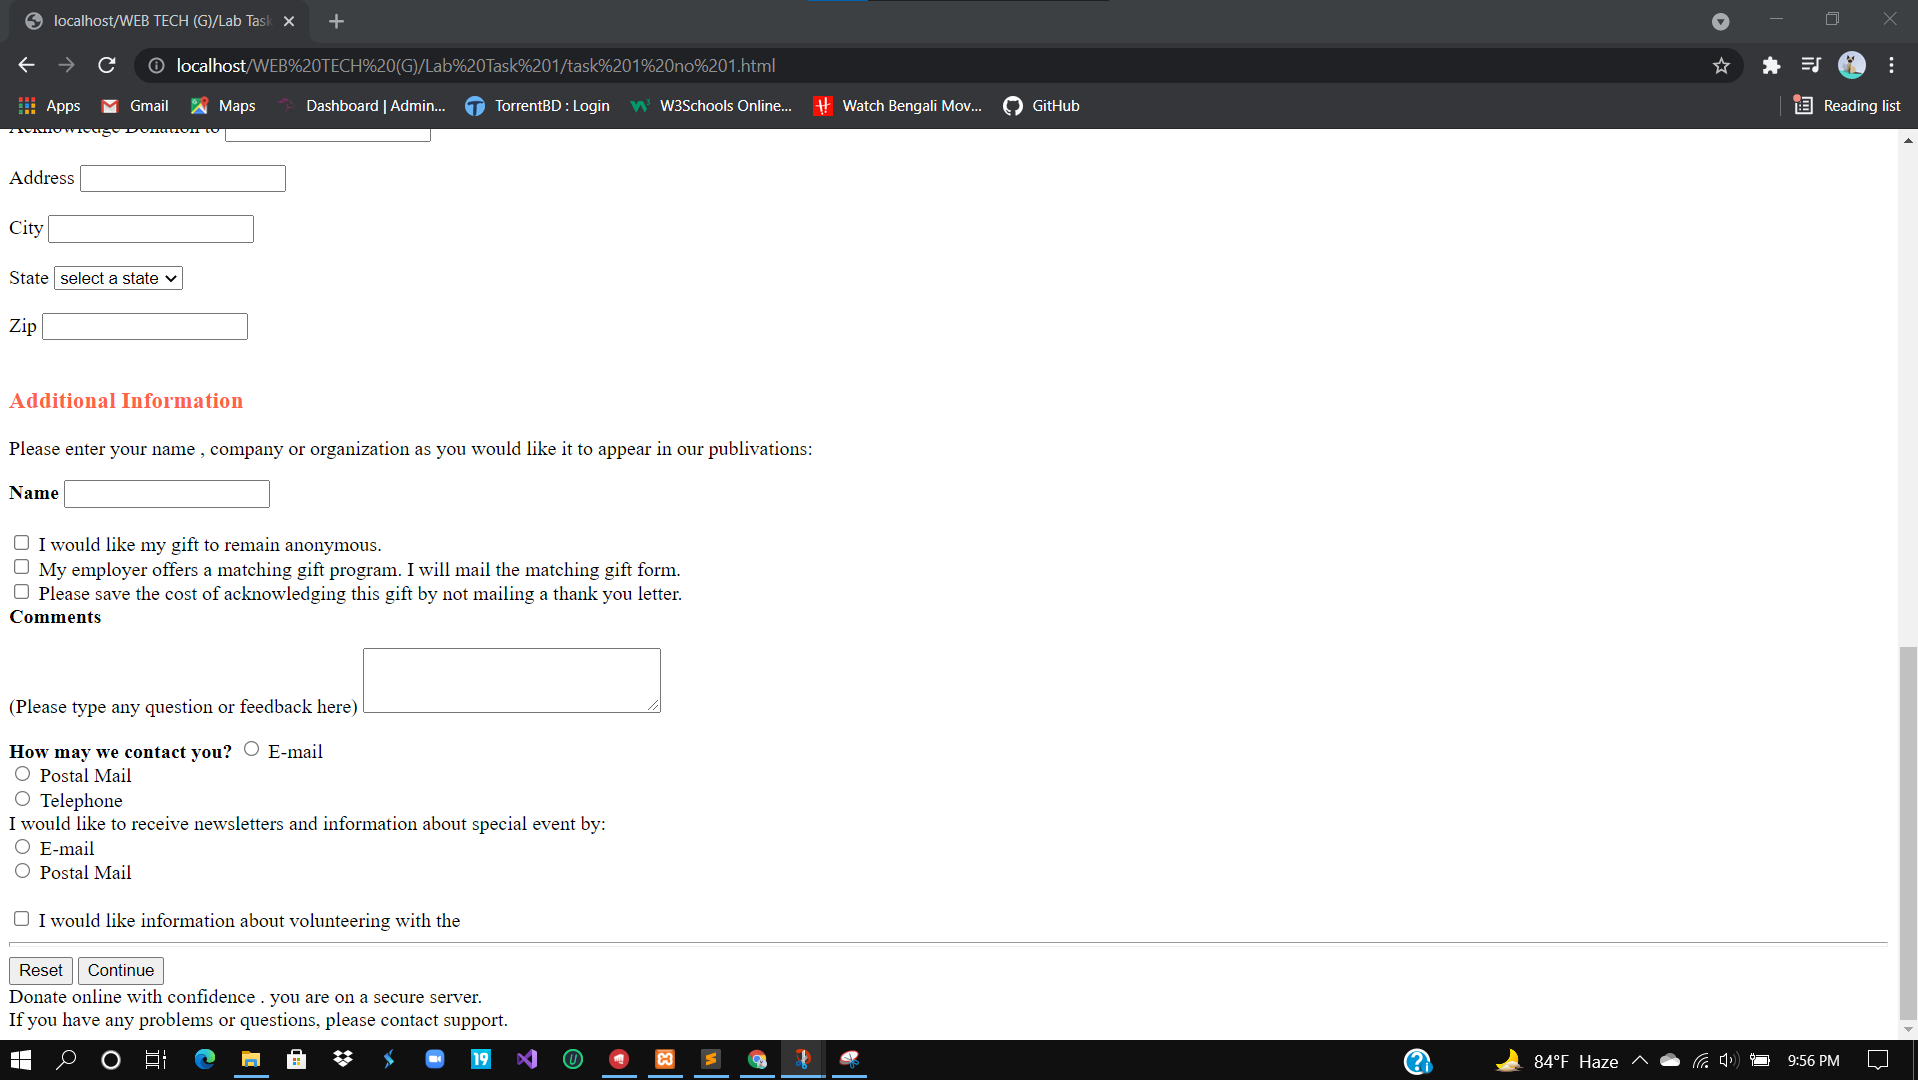 localhost/WEB TECH (G)/Lab Task
localhost/WEB%20TECH%20(G)/Lab%20Task%201/task%201%20no%201.html
Apps Gmail Maps Dashboard | Admin... TorrentBD : Login W3Schools Online... Watch Bengali Mov... GitHub Reading list
Acknowledge Donation to
Address
City
State select a state
Zip
Additional Information
Please enter your name , company or organization as you would like it to appear in our publivations:
Name
I would like my gift to remain anonymous.
My employer offers a matching gift program. I will mail the matching gift form.
Please save the cost of acknowledging this gift by not mailing a thank you letter.
Comments
(Please type any question or feedback here)
How may we contact you? E-mail
Postal Mail
Telephone
I would like to receive newsletters and information about special event by:
E-mail
Postal Mail
I would like information about volunteering with the
Reset Continue
Donate online with confidence . you are on a secure server.
If you have any problems or questions, please contact support.
19 84°F Haze 9:56 PM